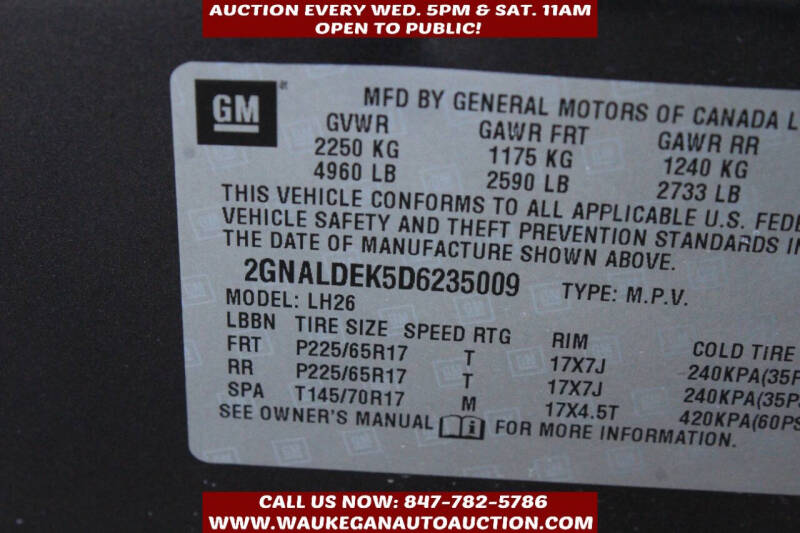 AUCTION EVERY WED. 5PM & SAT. 11AM
OPEN TO PUBLIC!
GM
MFD BY GENERAL MOTORS OF CANADA L
GVWR GAWR FRT GAWR RR
2250 KG 1175 KG 1240 KG
4960 LB 2590 LB 2733 LB
THIS VEHICLE CONFORMS TO ALL APPLICABLE U.S. FEDE
VEHICLE SAFETY AND THEFT PREVENTION STANDARDS IN
THE DATE OF MANUFACTURE SHOWN ABOVE.
2GNALDEK5D6235009 TYPE: M.P.V.
MODEL: LH26
LBBN TIRE SIZE SPEED RTG RIM COLD TIRE
FRT P225/65R17 T 17X7J 240KPA(35P
RR P225/65R17 T 17X7J 240KPA(35P
SPA T145/70R17 M 17X4.5T 420KPA(60PS
SEE OWNER'S MANUAL FOR MORE INFORMATION.
CALL US NOW: 847-782-5786
WWW.WAUKEGANAUTOAUCTION.COM